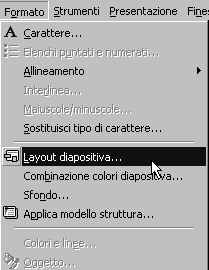 Formato Strumenti Presentazione Fines
Carattere...
Elenchi puntati e numerati...
Allineamento
Interlinea...
Maiuscole/minuscole...
Sostituisci tipo di carattere...
Layout diapositiva...
Combinazione colori diapositiva...
Sfondo...
Applica modello struttura...
Colori e linee...
Oggetto...